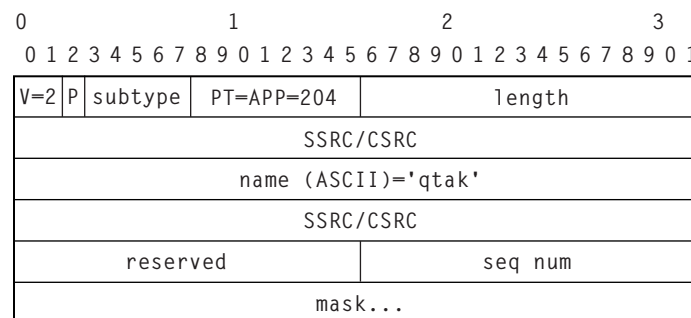 0 1 2 3
0 1 2 3 4 5 6 7 8 9 0 1 2 3 4 5 6 7 8 9 0 1 2 3 4 5 6 7 8 9 0 1
V=2 P subtype PT=APP=204 length
SSRC/CSRC
name (ASCII)='qtak'
SSRC/CSRC
reserved seq num
mask...